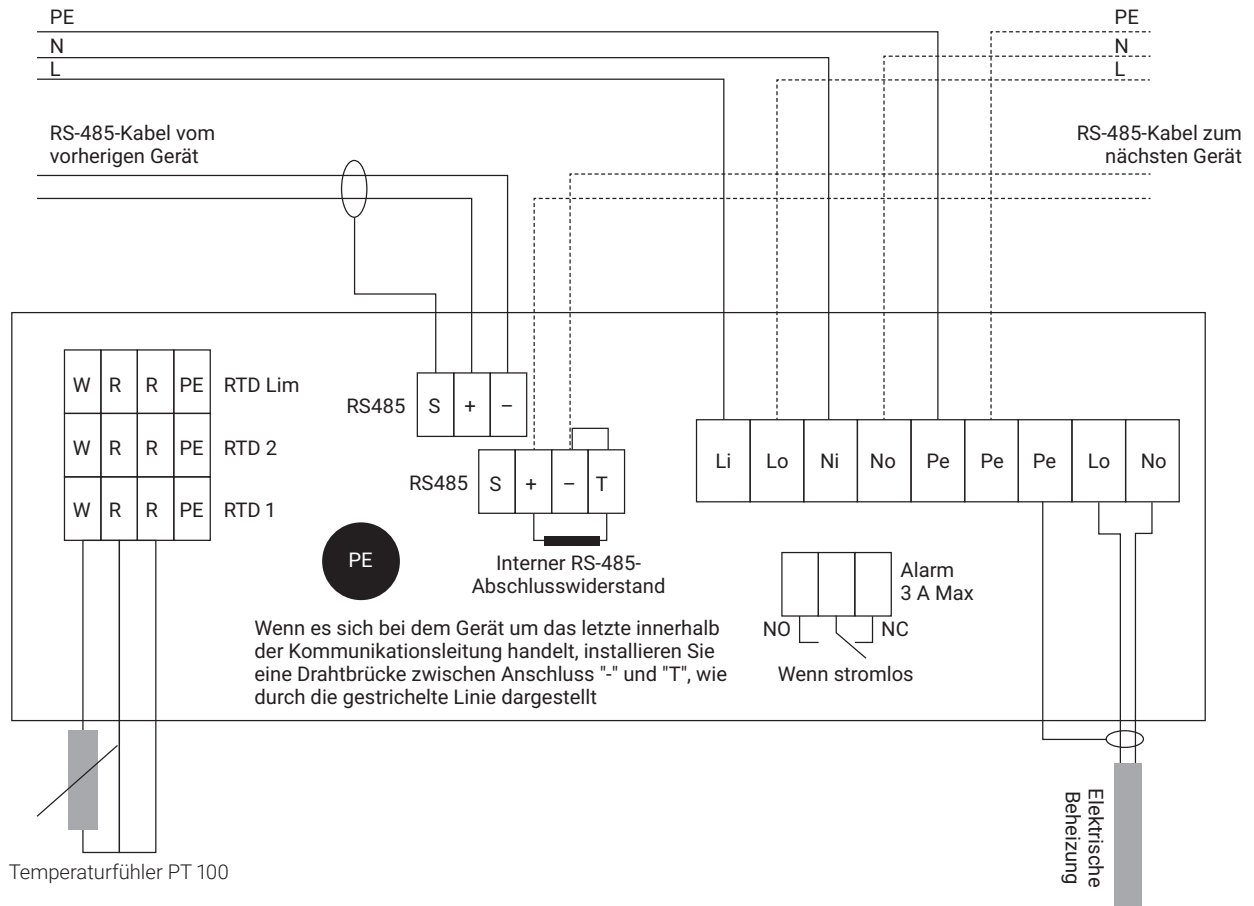 PE
N
L
PE
N
L
RS-485-Kabel vom
vorherigen Gerät
RS-485-Kabel zum
nächsten Gerät
W R R PE RTD Lim
W R R PE RTD 2
W R R PE RTD 1
RS485 S + –
RS485 S + – T
Li Lo Ni No Pe Pe Pe Lo No
PE
Interner RS-485-
Abschlusswiderstand
Alarm
3 A Max
NO NC
Wenn stromlos
Wenn es sich bei dem Gerät um das letzte innerhalb
der Kommunikationsleitung handelt, installieren Sie
eine Drahtbrücke zwischen Anschluss "-" und "T", wie
durch die gestrichelte Linie dargestellt
Temperaturfühler PT 100
Elektrische
Beheizung